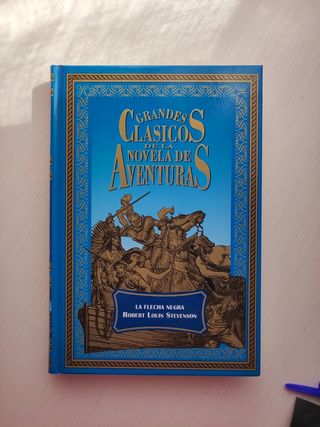 GRANDES
CLASICOS
DE LA
NOVELA DE
AVENTURAS
LA FLECHA NEGRA
ROBERT LOUIS STEVENSON